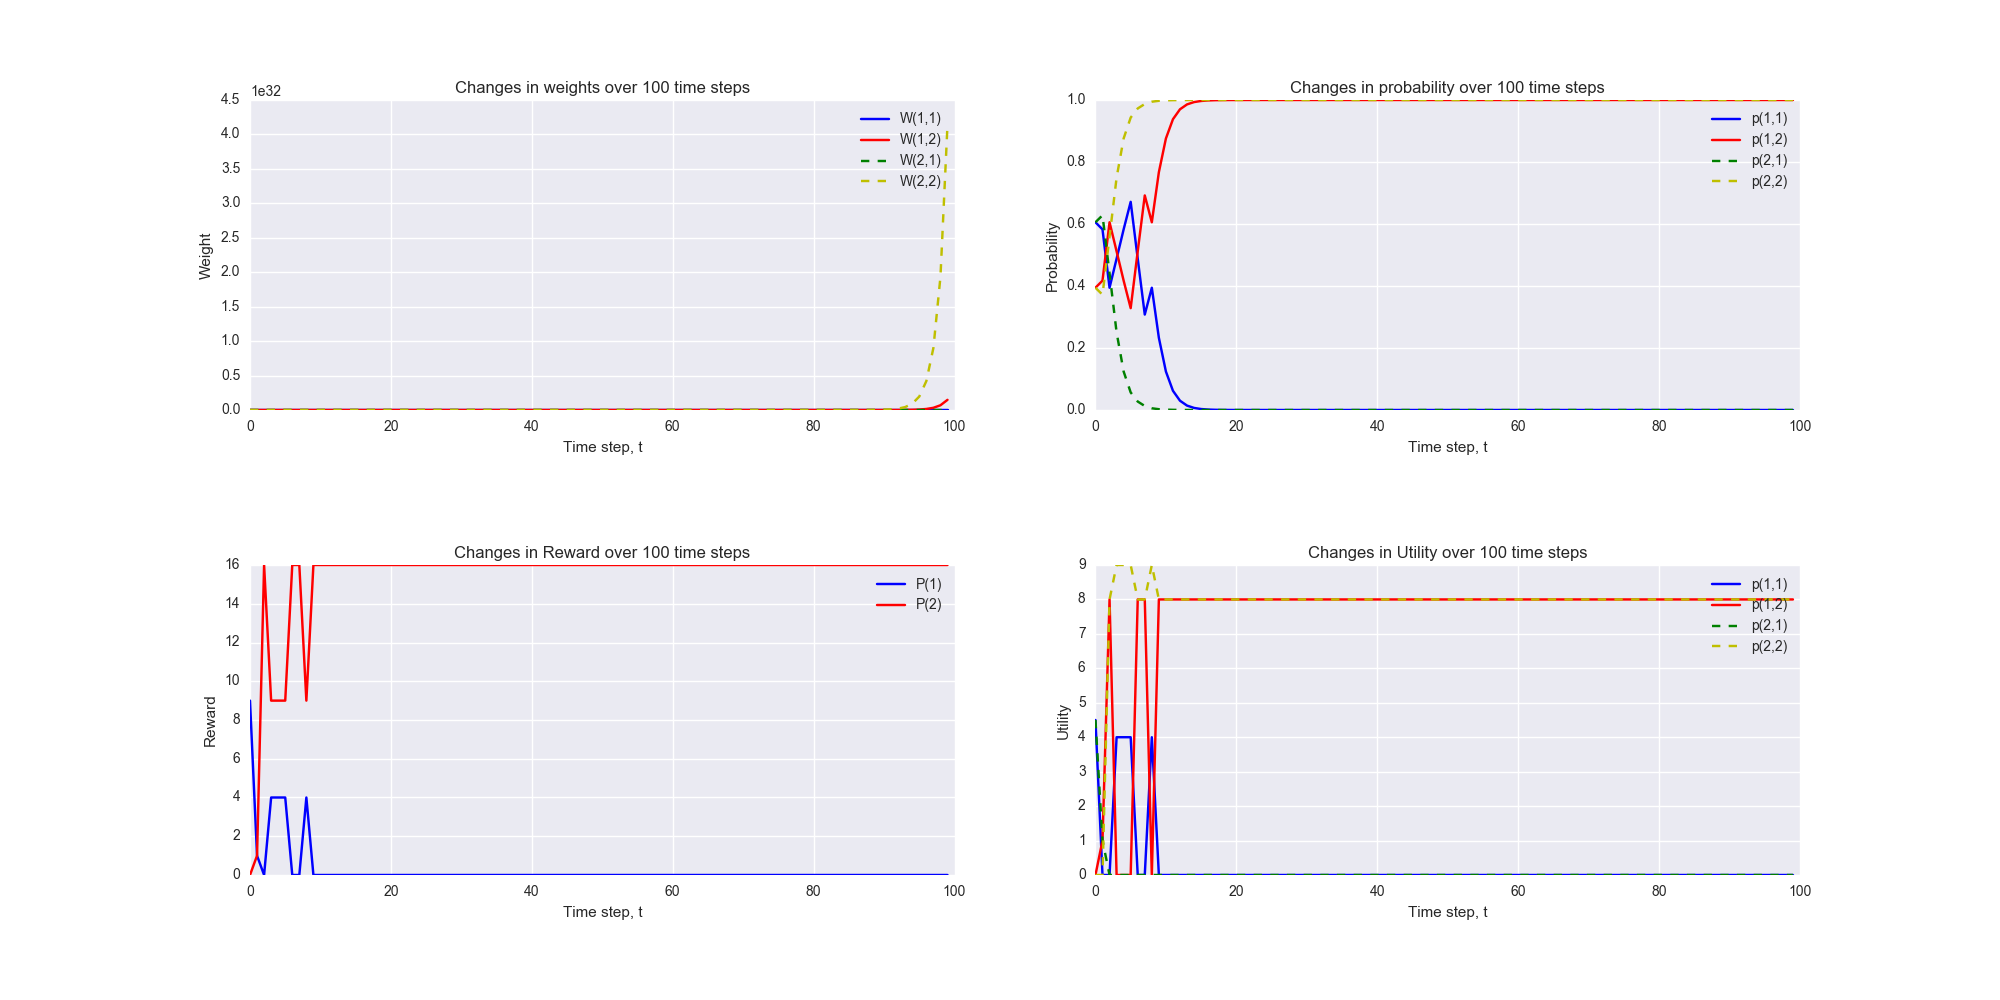 Changes in weights over 100 time steps
1e32
4.5
4.0
3.5
3.0
2.5
2.0
1.5
1.0
0.5
0.0
Weight
0 20 40 60 80 100
Time step, t
W(1,1)
W(1,2)
W(2,1)
W(2,2)
Changes in probability over 100 time steps
1.0
0.8
0.6
0.4
0.2
0.0
Probability
0 20 40 60 80 100
Time step, t
p(1,1)
p(1,2)
p(2,1)
p(2,2)
Changes in Reward over 100 time steps
16
14
12
10
8
6
4
2
0
Reward
0 20 40 60 80 100
Time step, t
P(1)
P(2)
Changes in Utility over 100 time steps
9
8
7
6
5
4
3
2
1
0
Utility
0 20 40 60 80 100
Time step, t
p(1,1)
p(1,2)
p(2,1)
p(2,2)